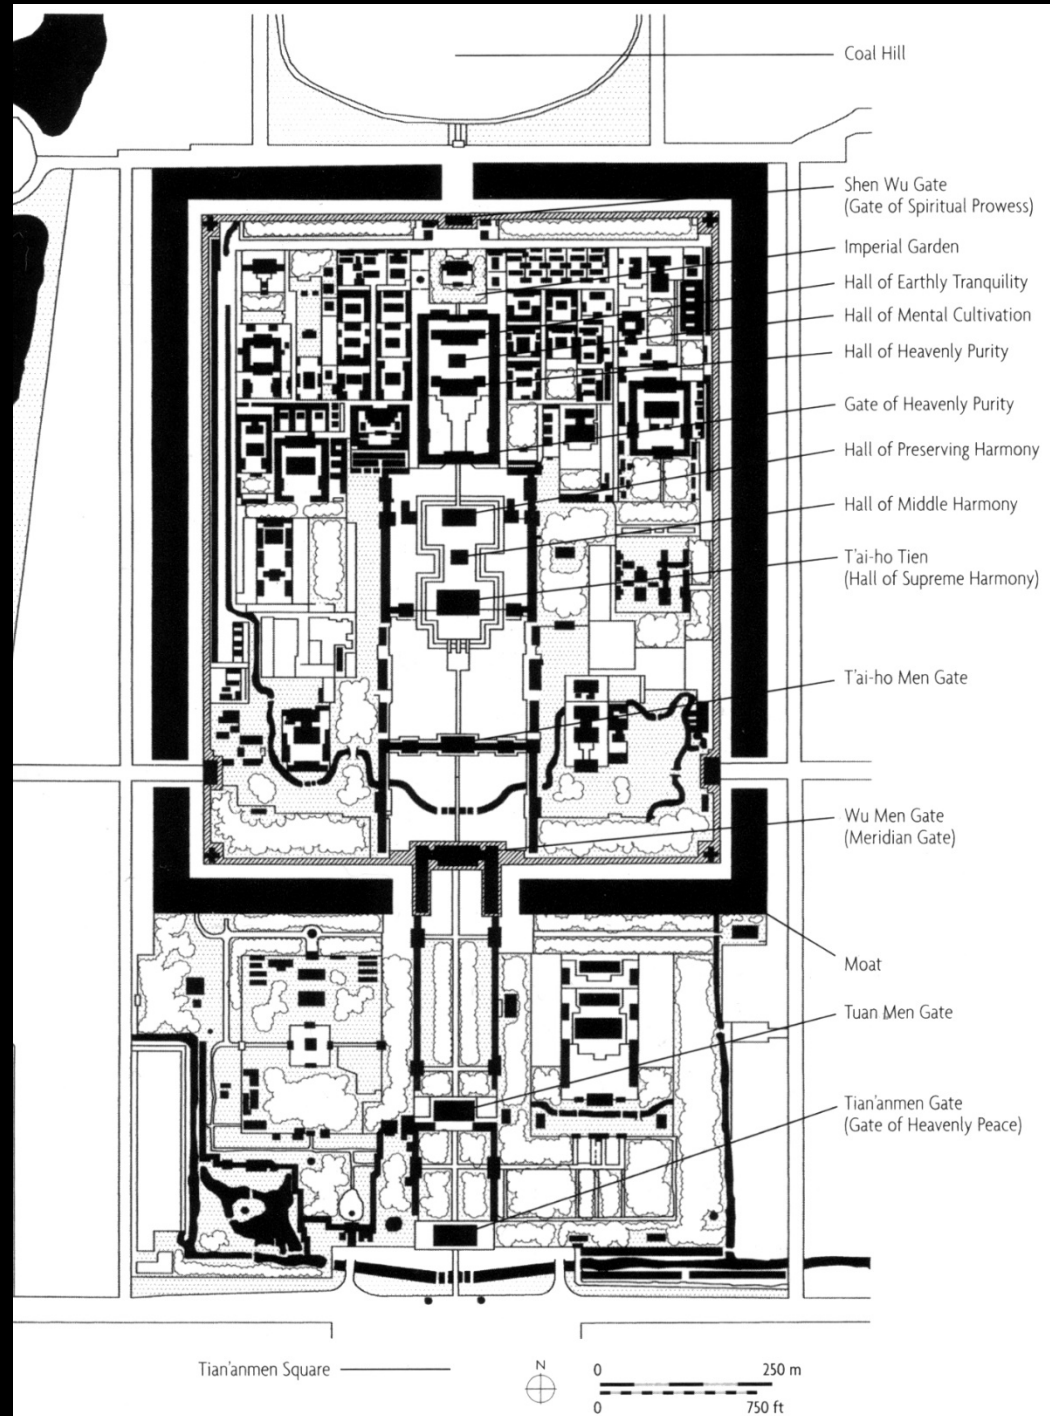 Coal Hill
Shen Wu Gate
(Gate of Spiritual Prowess)
Imperial Garden
Hall of Earthly Tranquility
Hall of Mental Cultivation
Hall of Heavenly Purity
Gate of Heavenly Purity
Hall of Preserving Harmony
Hall of Middle Harmony
T'ai-ho Tien
(Hall of Supreme Harmony)
T'ai-ho Men Gate
Wu Men Gate
(Meridian Gate)
Moat
Tuan Men Gate
Tian'anmen Gate
(Gate of Heavenly Peace)
Tian'anmen Square
N
0 250 m
0 750 ft